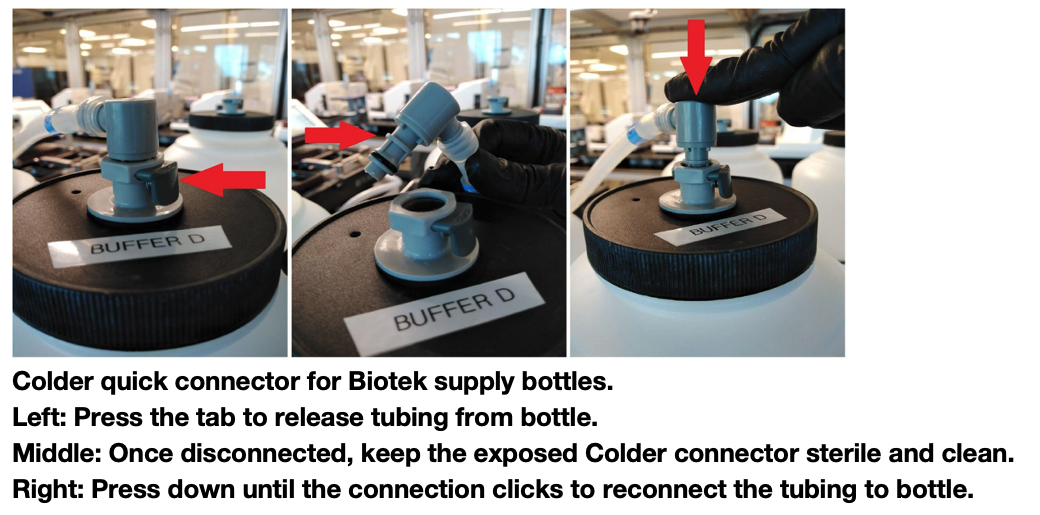 BUFFER D
BUFFER D
BUFFER D
Colder quick connector for Biotek supply bottles.
Left: Press the tab to release tubing from bottle.
Middle: Once disconnected, keep the exposed Colder connector sterile and clean.
Right: Press down until the connection clicks to reconnect the tubing to bottle.